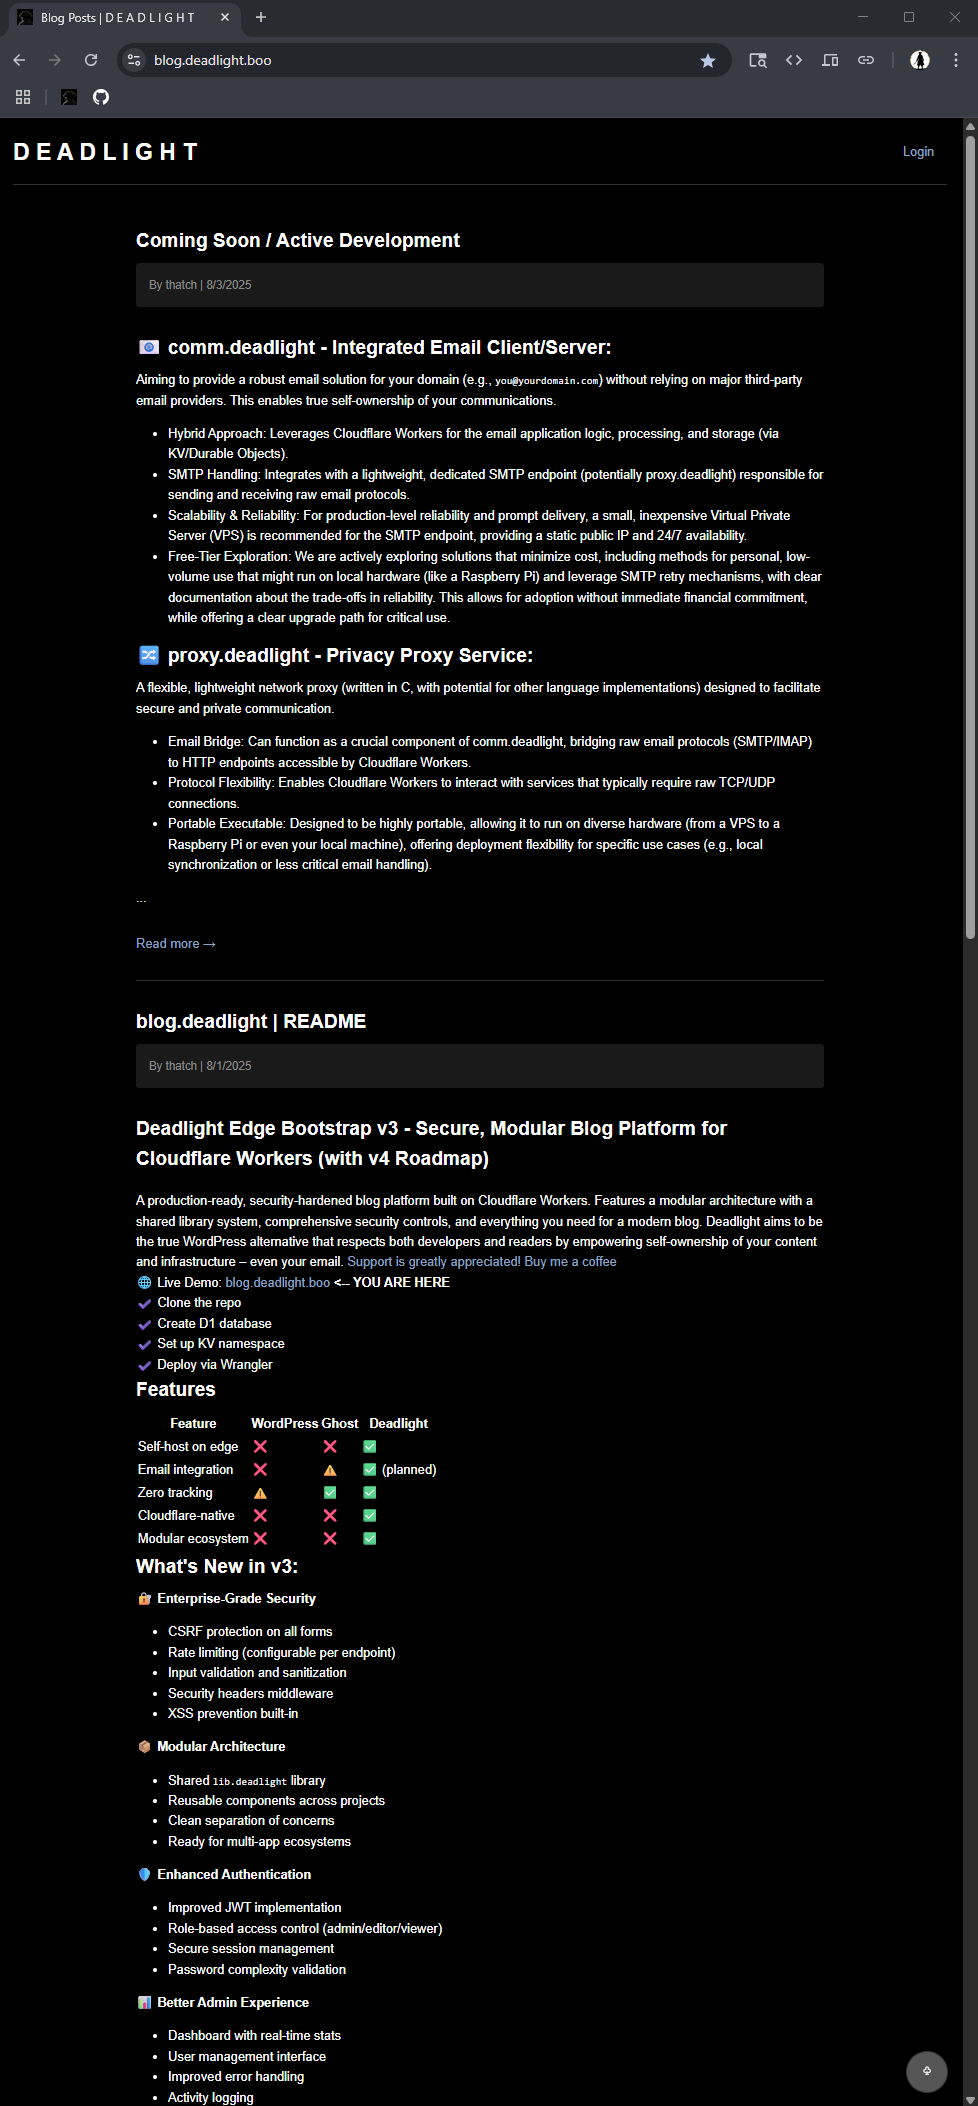 Blog Posts | D E A D L I G H T
blog.deadlight.boo
D E A D L I G H T
Login
Coming Soon / Active Development
By thatch | 8/3/2025
comm.deadlight - Integrated Email Client/Server:
Aiming to provide a robust email solution for your domain (e.g., you@yourdomain.com) without relying on major third-party
email providers. This enables true self-ownership of your communications.
• Hybrid Approach: Leverages Cloudflare Workers for the email application logic, processing, and storage (via
KV/Durable Objects).
• SMTP Handling: Integrates with a lightweight, dedicated SMTP endpoint (potentially proxy.deadlight) responsible for
sending and receiving raw email protocols.
• Scalability & Reliability: For production-level reliability and prompt delivery, a small, inexpensive Virtual Private
Server (VPS) is recommended for the SMTP endpoint, providing a static public IP and 24/7 availability.
• Free-Tier Exploration: We are actively exploring solutions that minimize cost, including methods for personal, low-
volume use that might run on local hardware (like a Raspberry Pi) and leverage SMTP retry mechanisms, with clear
documentation about the trade-offs in reliability. This allows for adoption without immediate financial commitment,
while offering a clear upgrade path for critical use.
proxy.deadlight - Privacy Proxy Service:
A flexible, lightweight network proxy (written in C, with potential for other language implementations) designed to facilitate
secure and private communication.
• Email Bridge: Can function as a crucial component of comm.deadlight, bridging raw email protocols (SMTP/IMAP)
to HTTP endpoints accessible by Cloudflare Workers.
• Protocol Flexibility: Enables Cloudflare Workers to interact with services that typically require raw TCP/UDP
connections.
• Portable Executable: Designed to be highly portable, allowing it to run on diverse hardware (from a VPS to a
Raspberry Pi or even your local machine), offering deployment flexibility for specific use cases (e.g., local
synchronization or less critical email handling).
...
Read more →
blog.deadlight | README
By thatch | 8/1/2025
Deadlight Edge Bootstrap v3 - Secure, Modular Blog Platform for
Cloudflare Workers (with v4 Roadmap)
A production-ready, security-hardened blog platform built on Cloudflare Workers. Features a modular architecture with a
shared library system, comprehensive security controls, and everything you need for a modern blog. Deadlight aims to be
the true WordPress alternative that respects both developers and readers by empowering self-ownership of your content
and infrastructure – even your email. Support is greatly appreciated! Buy me a coffee
🌐 Live Demo: blog.deadlight.boo <-- YOU ARE HERE
✔ Clone the repo
✔ Create D1 database
✔ Set up KV namespace
✔ Deploy via Wrangler
Features
Feature WordPress Ghost Deadlight
Self-host on edge ❌ ❌ ✅
Email integration ❌ ⚠ ✅ (planned)
Zero tracking ⚠ ✅ ✅
Cloudflare-native ❌ ❌ ✅
Modular ecosystem ❌ ❌ ✅
What's New in v3:
🔐 Enterprise-Grade Security
• CSRF protection on all forms
• Rate limiting (configurable per endpoint)
• Input validation and sanitization
• Security headers middleware
• XSS prevention built-in
📦 Modular Architecture
• Shared lib.deadlight library
• Reusable components across projects
• Clean separation of concerns
• Ready for multi-app ecosystems
🛡 Enhanced Authentication
• Improved JWT implementation
• Role-based access control (admin/editor/viewer)
• Secure session management
• Password complexity validation
📊 Better Admin Experience
• Dashboard with real-time stats
• User management interface
• Improved error handling
• Activity logging